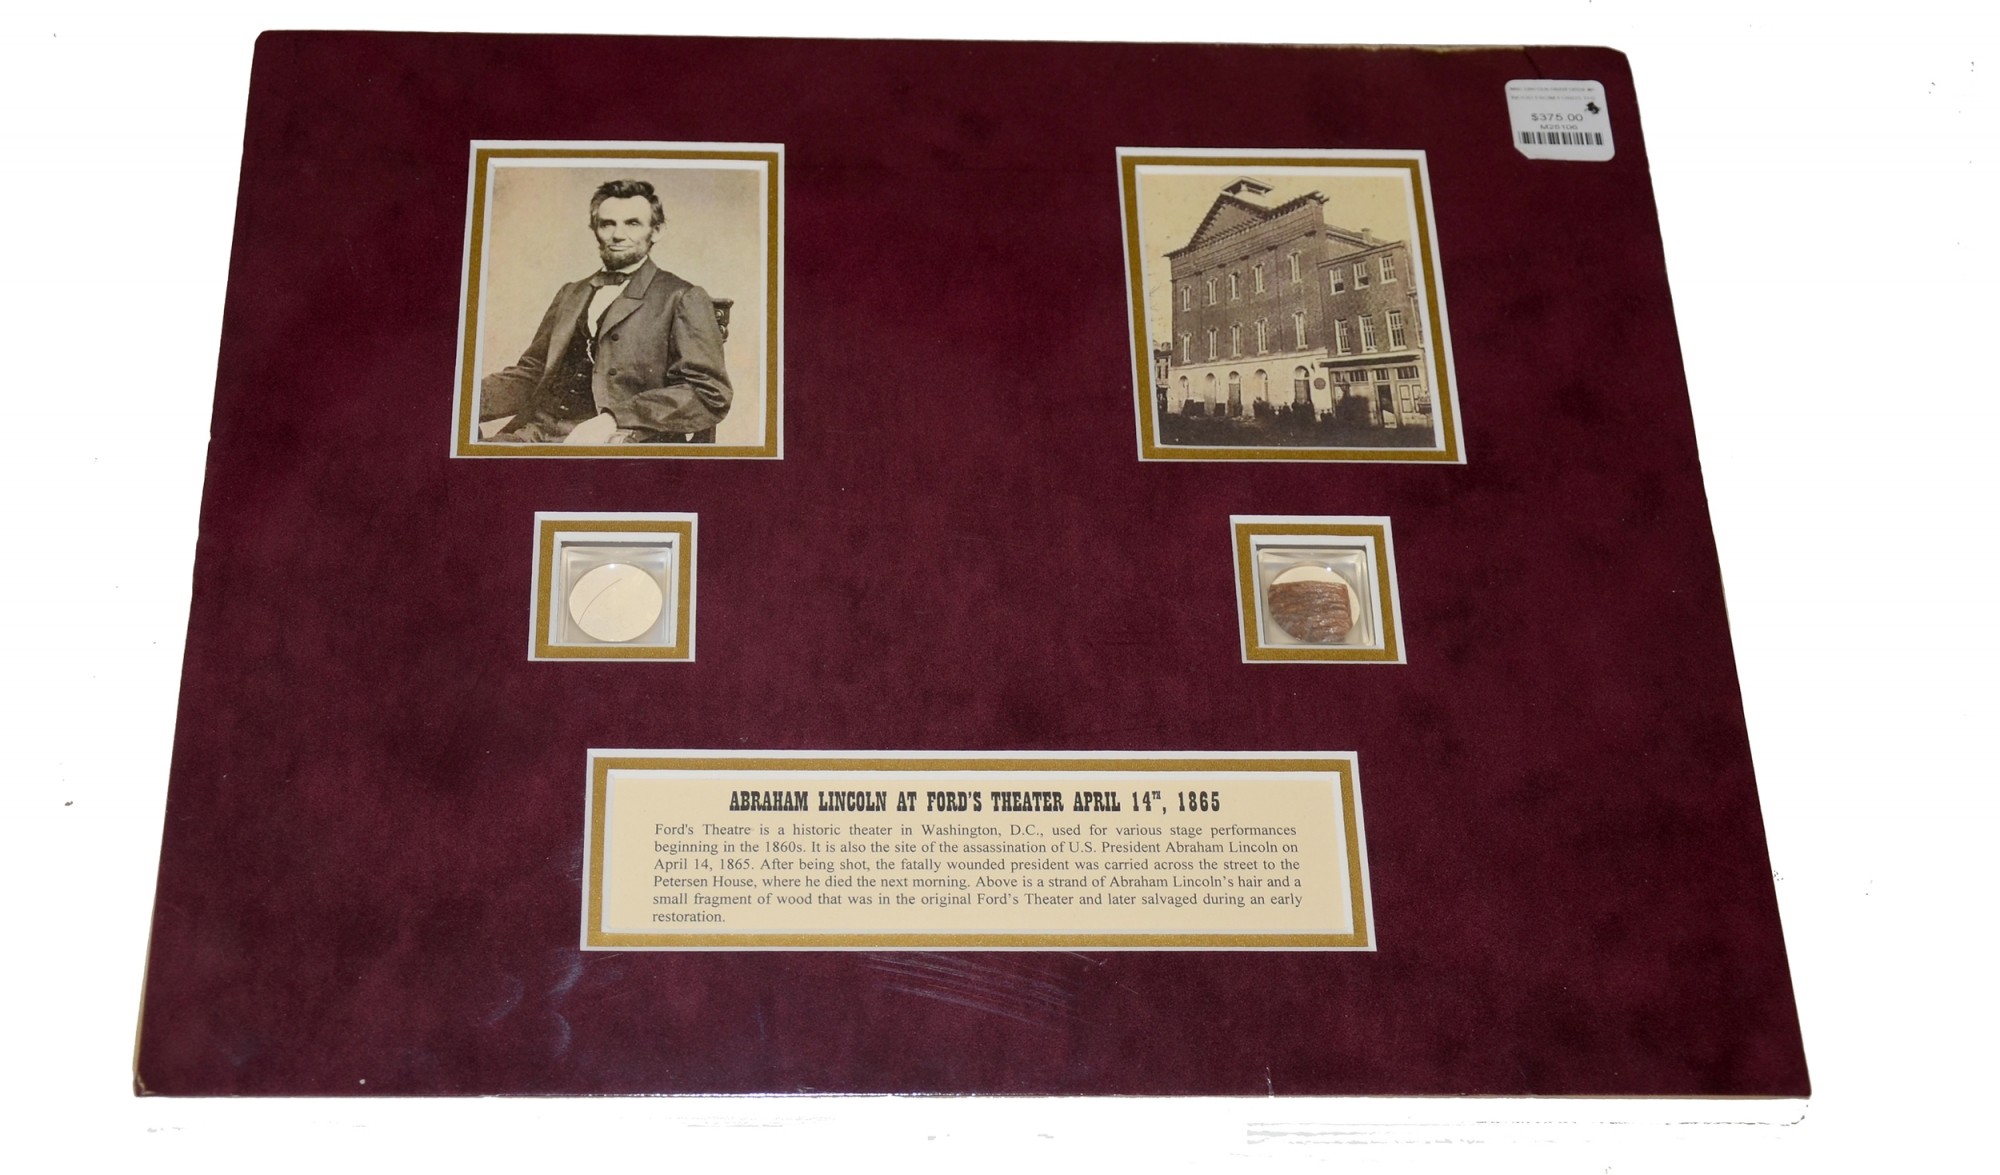 $375.00
M25106
ABRAHAM LINCOLN AT FORD'S THEATER APRIL 14TH, 1865
Ford's Theatre is a historic theater in Washington, D.C., used for various stage performances
beginning in the 1860s. It is also the site of the assassination of U.S. President Abraham Lincoln on
April 14, 1865. After being shot, the fatally wounded president was carried across the street to the
Petersen House, where he died the next morning. Above is a strand of Abraham Lincoln's hair and a
small fragment of wood that was in the original Ford's Theater and later salvaged during an early
restoration.